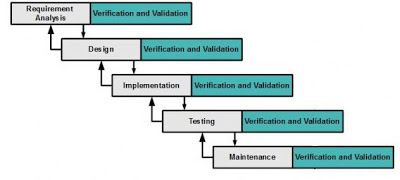 Requirement
Analysis
Verification and Validation
Design
Verification and Validation
Implementation
Verification and Validation
Testing
Verification and Validation
Maintenance
Verification and Validation